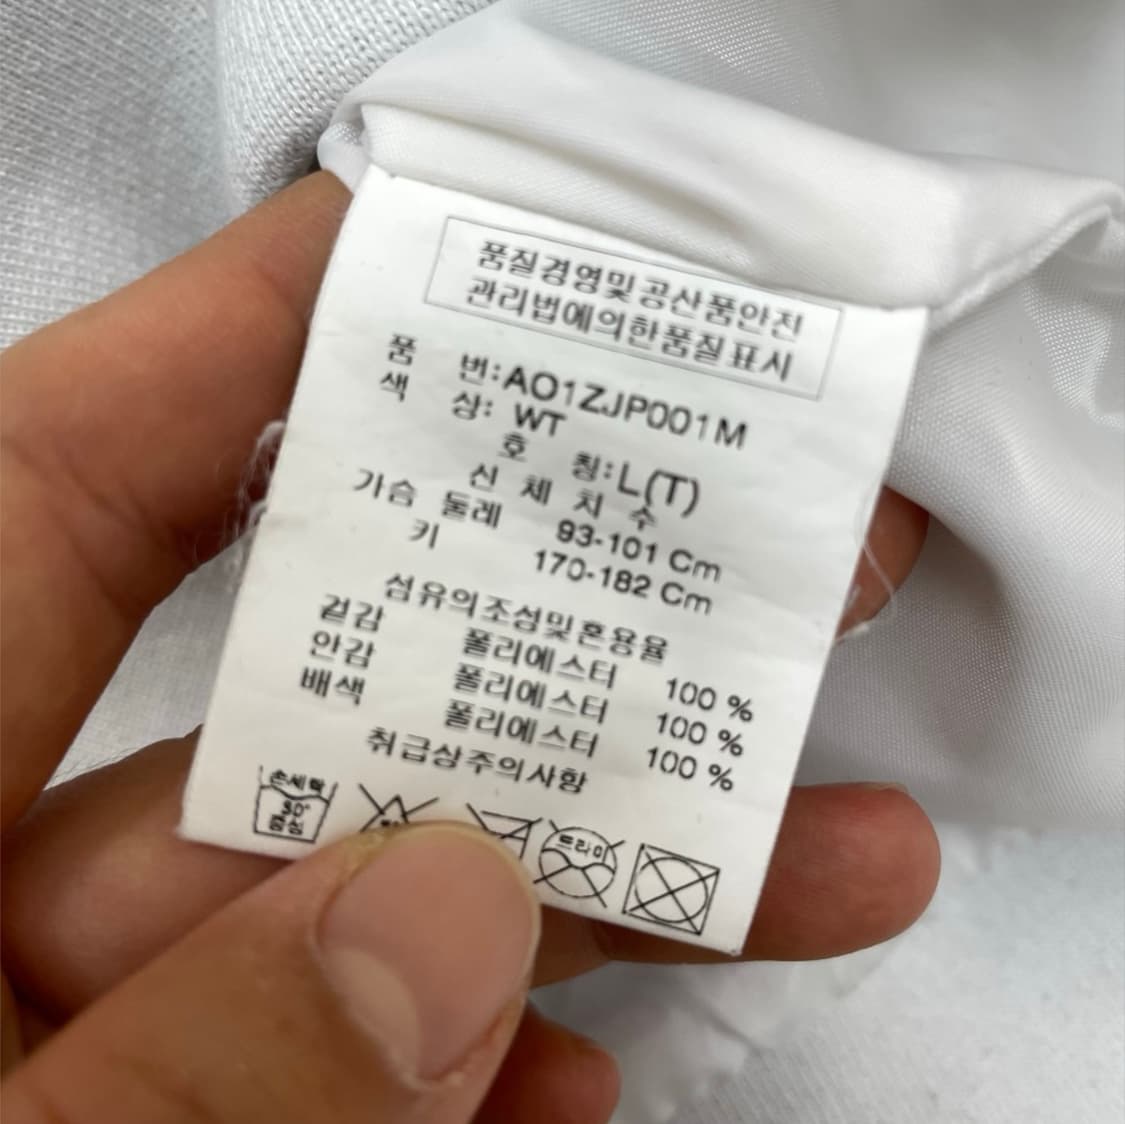 품질경영및공산품안전
관리법에의한품질표시
품 번: AO1ZJP001M
색 상: WT
호 칭: L(T)
신 체 치 수
가슴 둘레 93-101 Cm
키 170-182 Cm
섬유의조성및혼용율
겉감 폴리에스터 100 %
안감 폴리에스터 100 %
배색 폴리에스터 100 %
취급상주의사항
손세탁
30°
중성
드라이